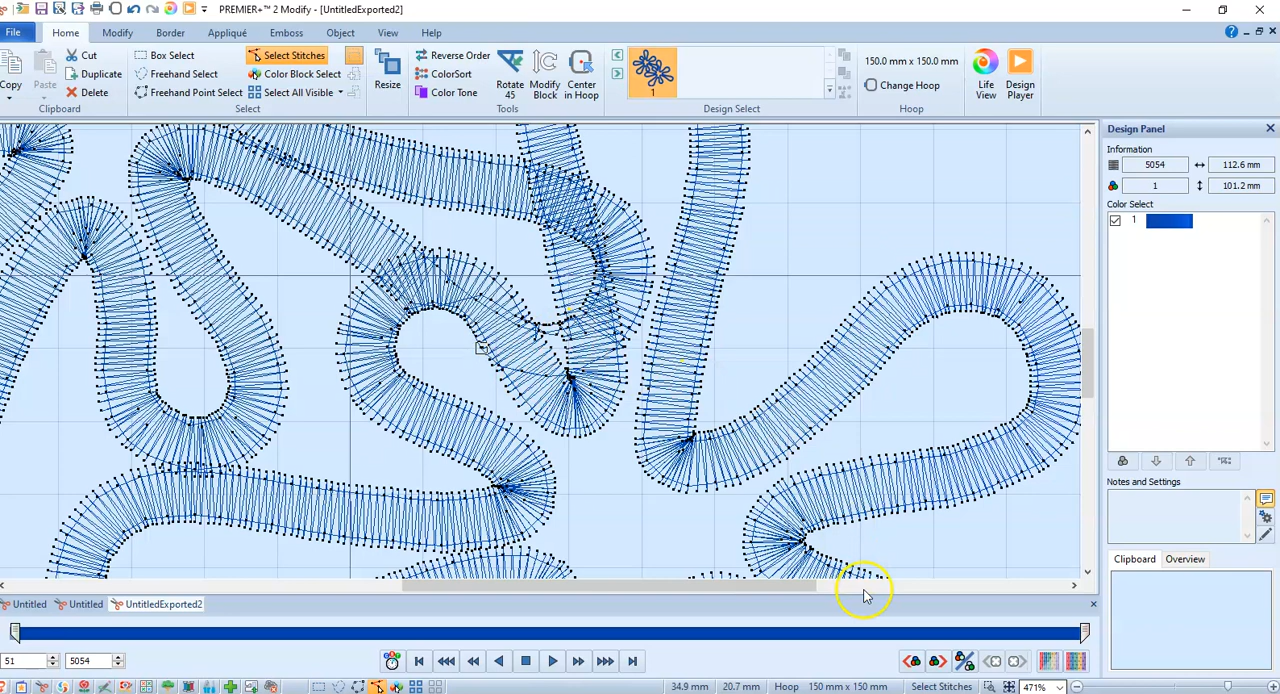 PREMIER+™ 2 Modify - [UntitledExported2]
File Home Modify Border Appliqué Emboss Object View Help
Cut Box Select Select Stitches Reverse Order 150.0 mm x 150.0 mm
Duplicate Freehand Select Color Block Select ColorSort
Copy Paste Delete Freehand Point Select Select All Visible Resize Color Tone Rotate 45 Modify Block Center in Hoop 1 Change Hoop Life View Design Player
Clipboard Select Tools Design Select Hoop
Design Panel
Information
5054 112.6 mm
1 101.2 mm
Color Select
1
Notes and Settings
Clipboard Overview
Untitled Untitled UntitledExported2
51 5054
34.9 mm 20.7 mm Hoop 150 mm x 150 mm Select Stitches 471%